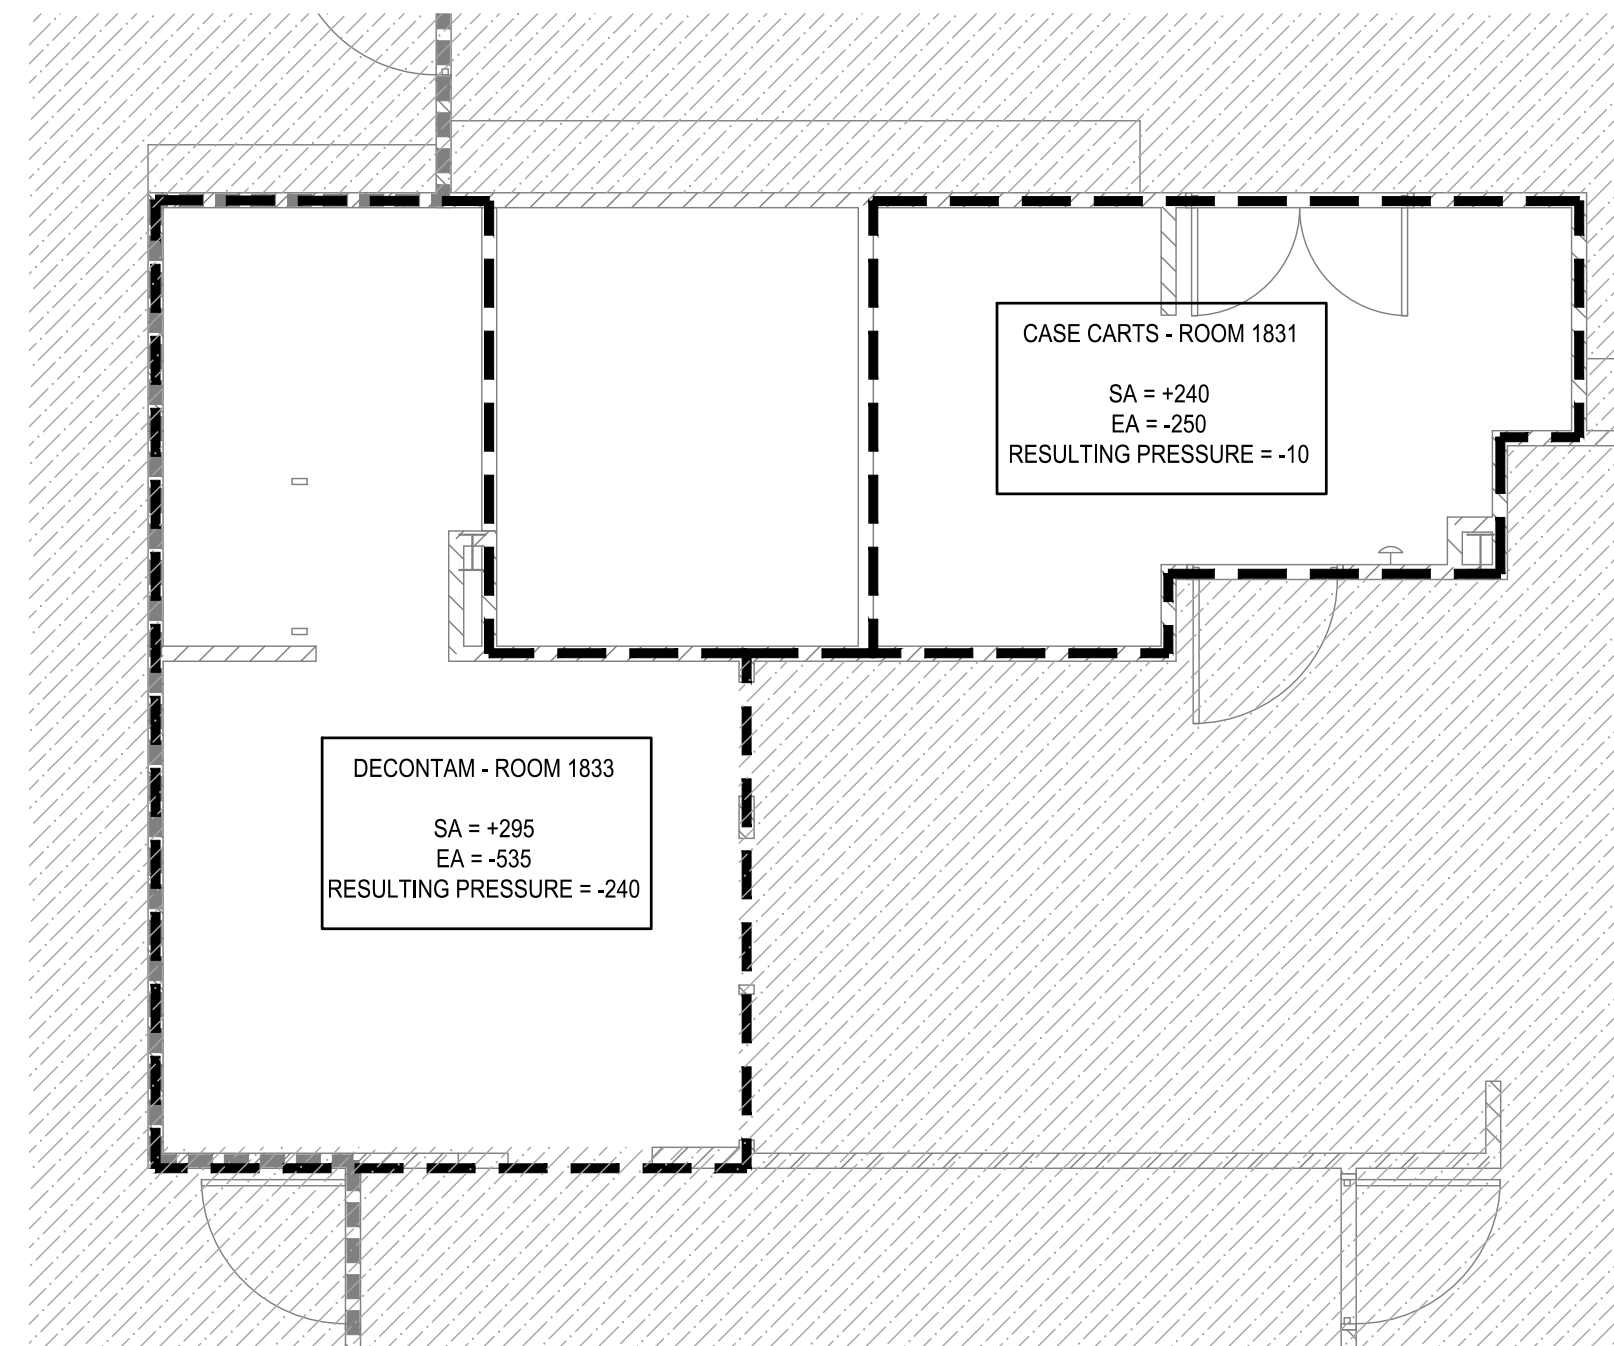 CASE CARTS - ROOM 1831
SA = +240
EA = -250
RESULTING PRESSURE = -10
DECONTAM - ROOM 1833
SA = +295
EA = -535
RESULTING PRESSURE = -240